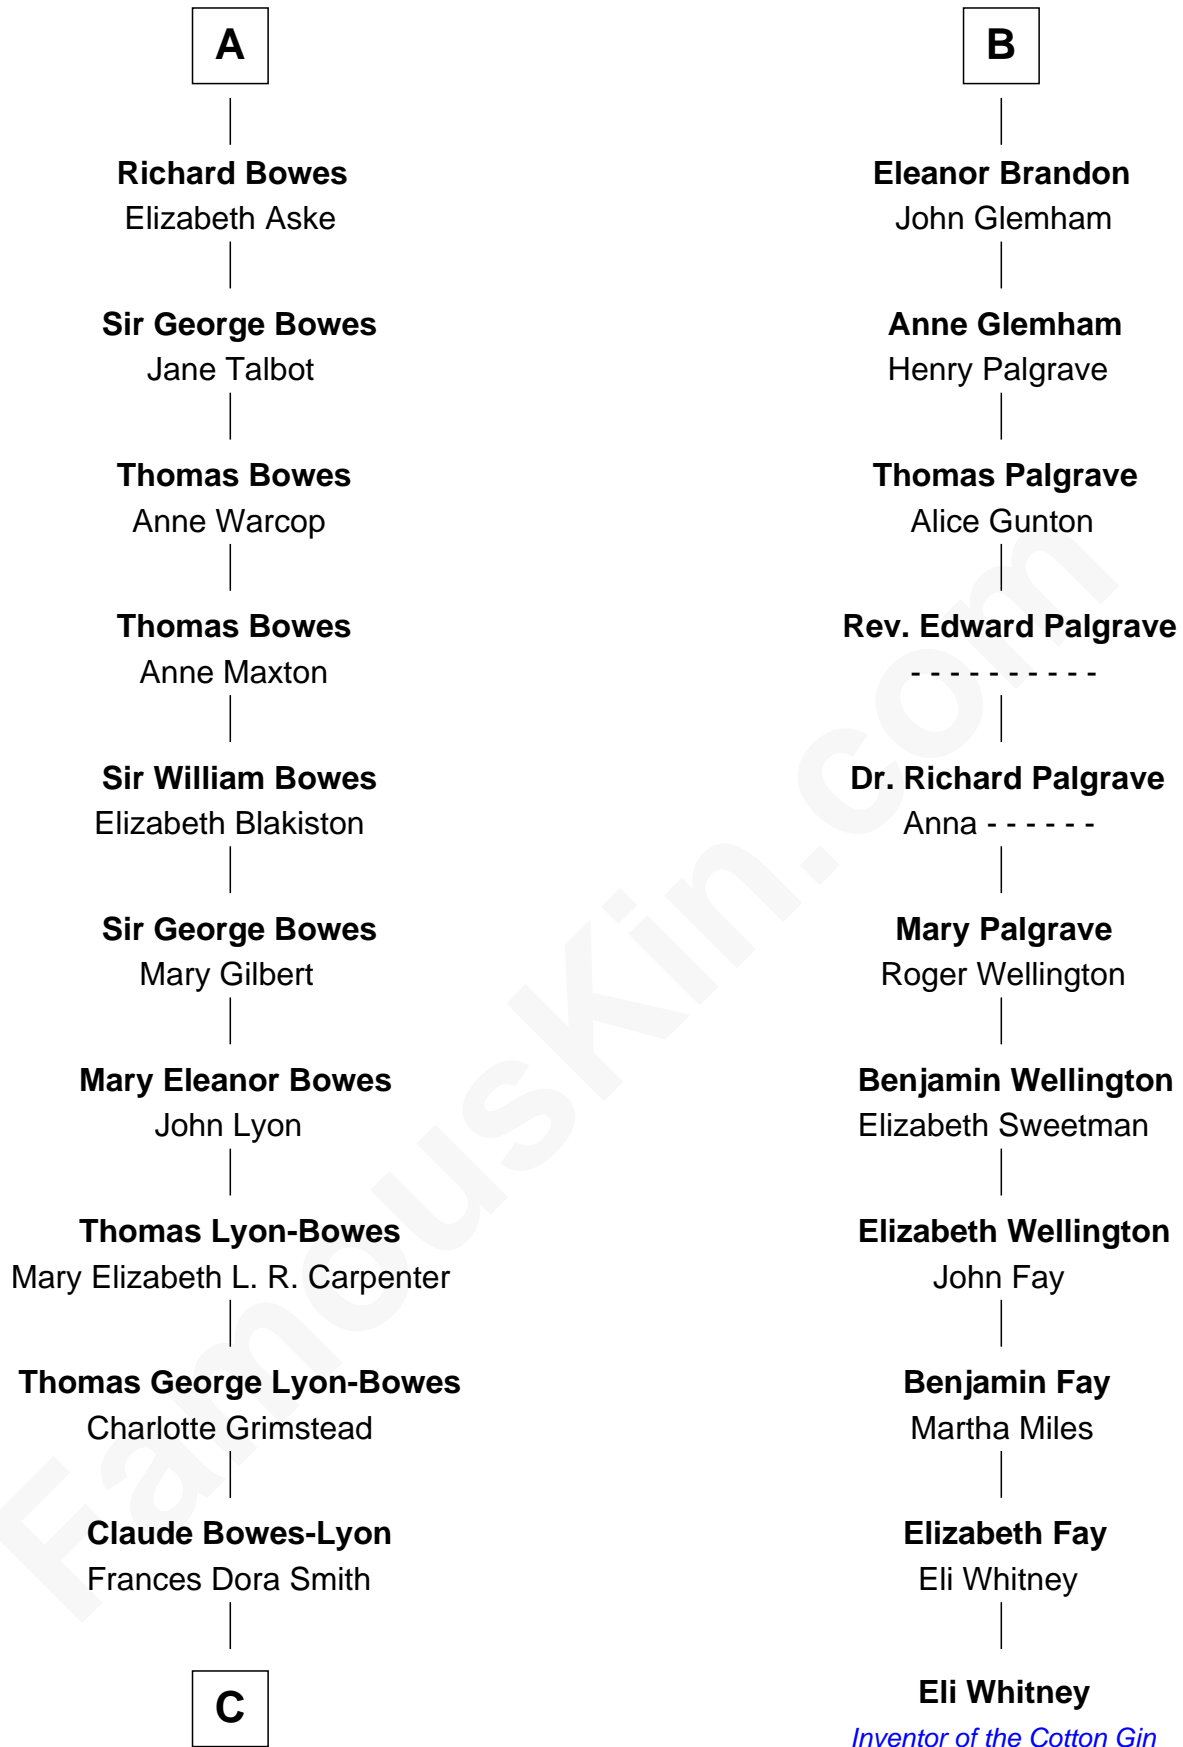 A
Richard Bowes
Elizabeth Aske
Sir George Bowes
Jane Talbot
Thomas Bowes
Anne Warcop
Thomas Bowes
Anne Maxton
Sir William Bowes
Elizabeth Blakiston
Sir George Bowes
Mary Gilbert
Mary Eleanor Bowes
John Lyon
Thomas Lyon-Bowes
Mary Elizabeth L. R. Carpenter
Thomas George Lyon-Bowes
Charlotte Grimstead
Claude Bowes-Lyon
Frances Dora Smith
C
B
Eleanor Brandon
John Glemham
Anne Glemham
Henry Palgrave
Thomas Palgrave
Alice Gunton
Rev. Edward Palgrave
- - - - - - - - - -
Dr. Richard Palgrave
Anna - - - - - -
Mary Palgrave
Roger Wellington
Benjamin Wellington
Elizabeth Sweetman
Elizabeth Wellington
John Fay
Benjamin Fay
Martha Miles
Elizabeth Fay
Eli Whitney
Eli Whitney
Inventor of the Cotton Gin
FamousKin.com